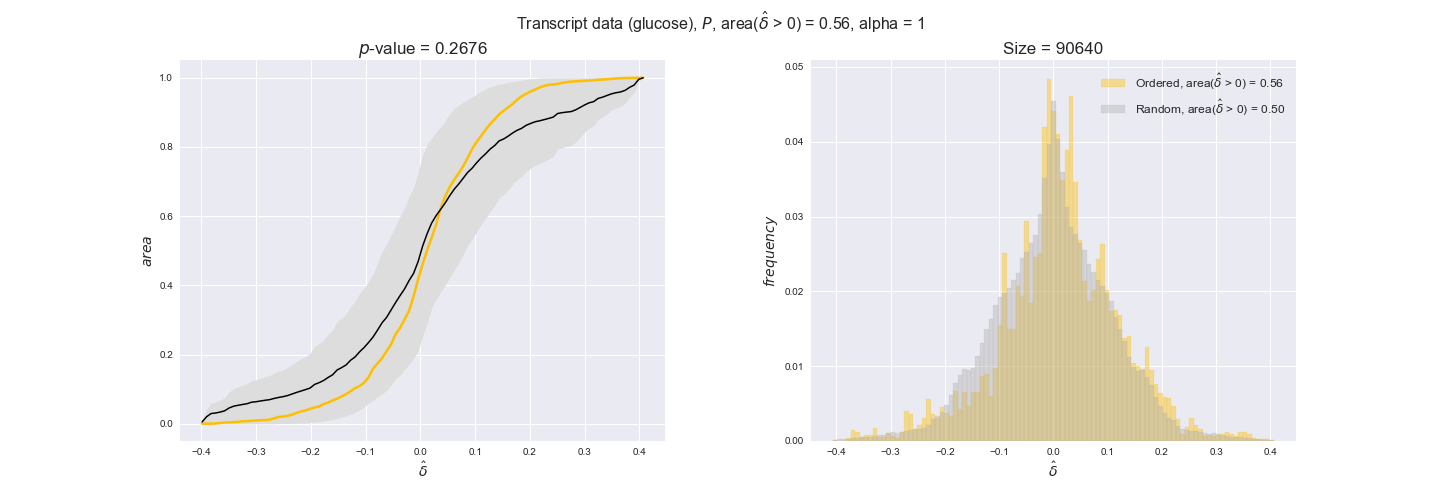 Transcript data (glucose), P, area(δ̂ > 0) = 0.56, alpha = 1
p-value = 0.2676
1.0
0.8
0.6
0.4
0.2
0.0
area
−0.4 −0.3 −0.2 −0.1 0.0 0.1 0.2 0.3 0.4
δ̂
Size = 90640
Ordered, area(δ̂ > 0) = 0.56
Random, area(δ̂ > 0) = 0.50
0.05
0.04
0.03
0.02
0.01
0.00
frequency
−0.4 −0.3 −0.2 −0.1 0.0 0.1 0.2 0.3 0.4
δ̂